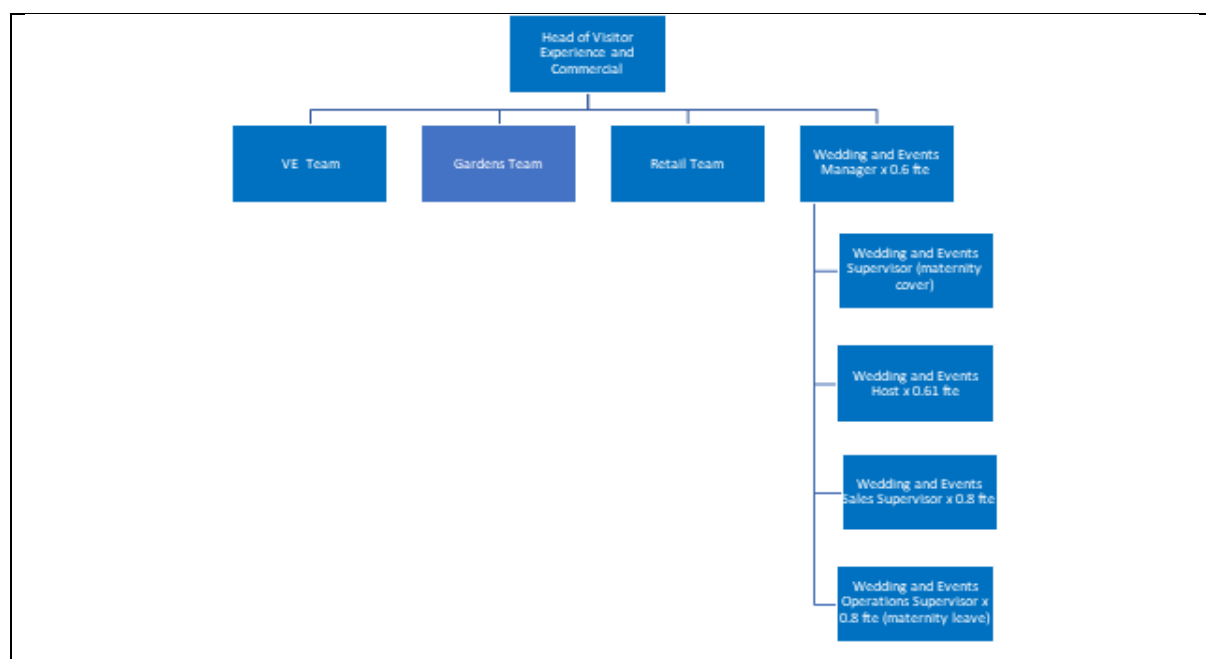 Head of Visitor
Experience and
Commercial
VE Team
Gardens Team
Retail Team
Wedding and Events
Manager x 0.6 fte
Wedding and Events
Supervisor (maternity
cover)
Wedding and Events
Host x 0.61 fte
Wedding and Events
Sales Supervisor x 0.8 fte
Wedding and Events
Operations Supervisor x
0.8 fte (maternity leave)